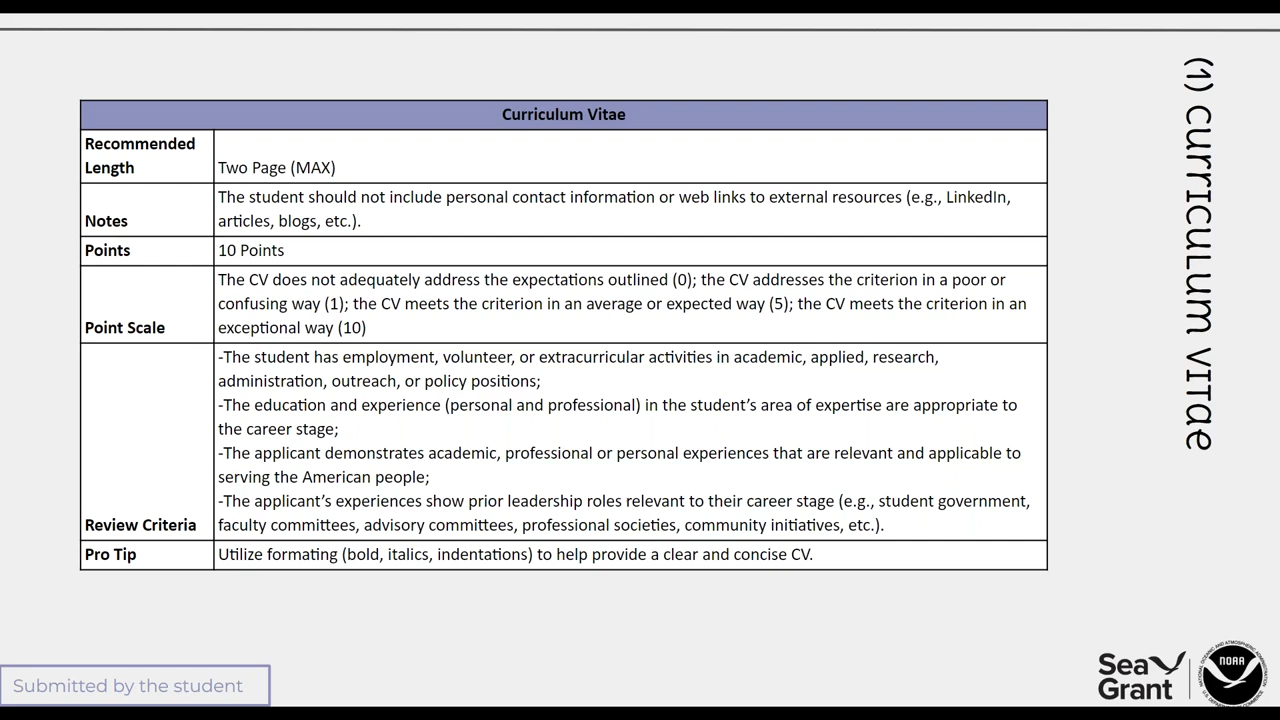 Curriculum Vitae
Recommended
Length
Two Page (MAX)
Notes
The student should not include personal contact information or web links to external resources (e.g., LinkedIn,
articles, blogs, etc.).
Points
10 Points
Point Scale
The CV does not adequately address the expectations outlined (0); the CV addresses the criterion in a poor or
confusing way (1); the CV meets the criterion in an average or expected way (5); the CV meets the criterion in an
exceptional way (10)
Review Criteria
-The student has employment, volunteer, or extracurricular activities in academic, applied, research,
administration, outreach, or policy positions;
-The education and experience (personal and professional) in the student's area of expertise are appropriate to
the career stage;
-The applicant demonstrates academic, professional or personal experiences that are relevant and applicable to
serving the American people;
-The applicant's experiences show prior leadership roles relevant to their career stage (e.g., student government,
faculty committees, advisory committees, professional societies, community initiatives, etc.).
Pro Tip
Utilize formating (bold, italics, indentations) to help provide a clear and concise CV.
(1) Curriculum Vitae
Submitted by the student
Sea
Grant
NOAA
NATIONAL OCEANIC AND ATMOSPHERIC ADMINISTRATION
U.S. DEPARTMENT OF COMMERCE